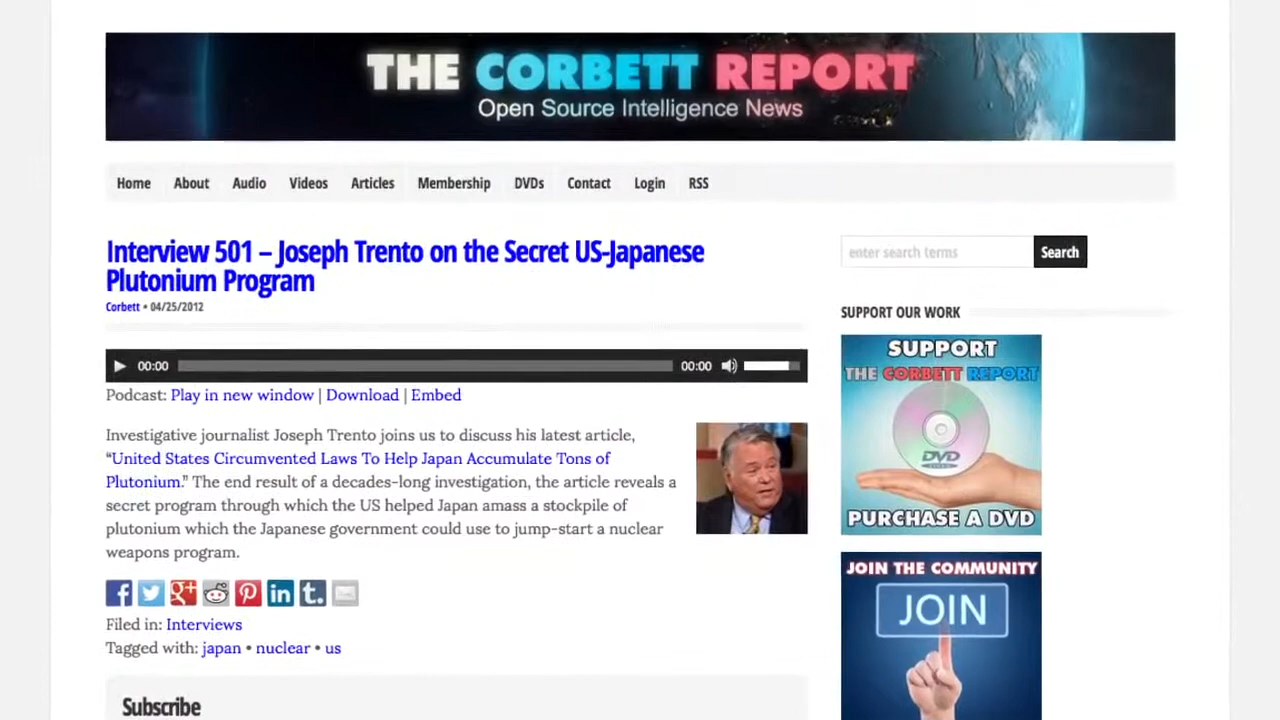 THE CORBETT REPORT
Open Source Intelligence News
Home About Audio Videos Articles Membership DVDs Contact Login RSS
Interview 501 – Joseph Trento on the Secret US-Japanese
Plutonium Program
Corbett • 04/25/2012
00:00 00:00
Podcast: Play in new window | Download | Embed
Investigative journalist Joseph Trento joins us to discuss his latest article,
“United States Circumvented Laws To Help Japan Accumulate Tons of
Plutonium.” The end result of a decades-long investigation, the article reveals a
secret program through which the US helped Japan amass a stockpile of
plutonium which the Japanese government could use to jump-start a nuclear
weapons program.
f g+ p in t.
Filed in: Interviews
Tagged with: japan • nuclear • us
Subscribe
enter search terms Search
SUPPORT OUR WORK
SUPPORT
THE CORBETT REPORT
DVD
PURCHASE A DVD
JOIN THE COMMUNITY
JOIN